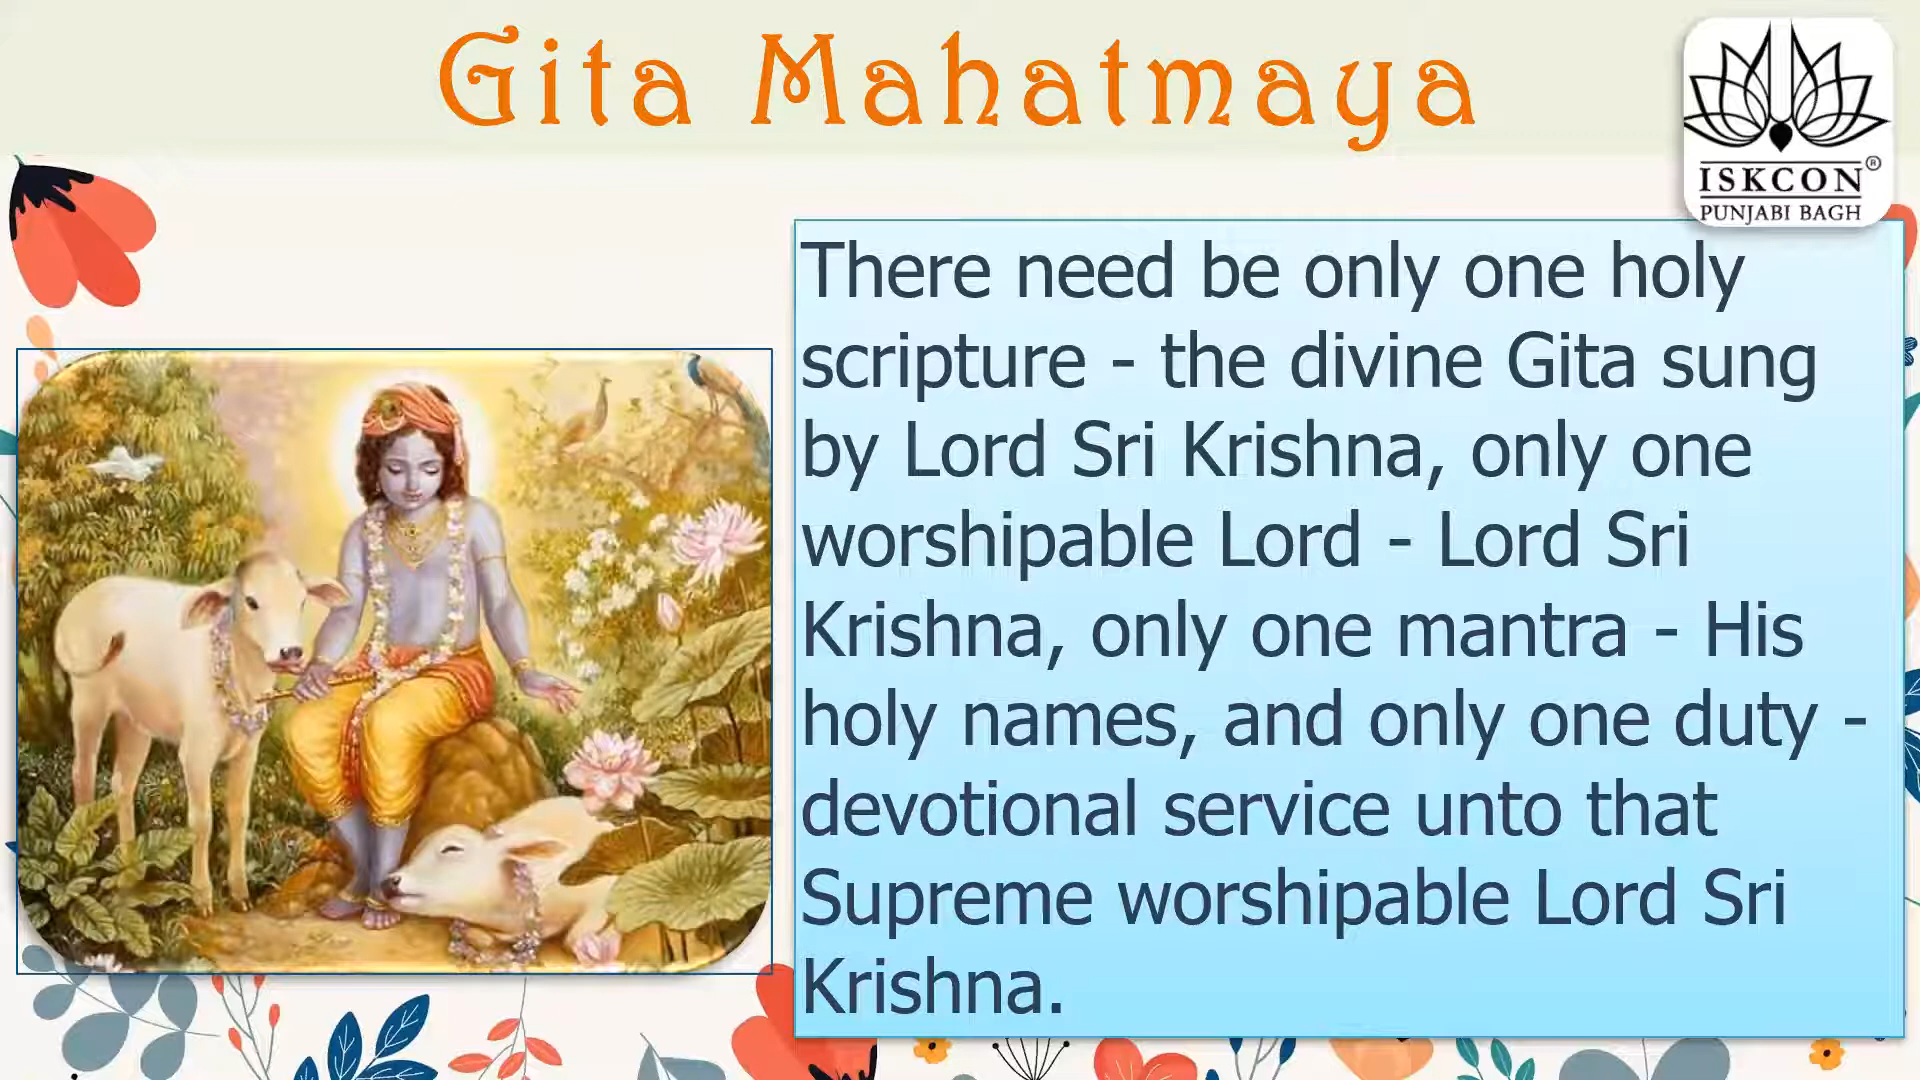 Gita Mahatmaya
ISKCON®
PUNJABI BAGH
There need be only one holy
scripture - the divine Gita sung
by Lord Sri Krishna, only one
worshipable Lord - Lord Sri
Krishna, only one mantra - His
holy names, and only one duty -
devotional service unto that
Supreme worshipable Lord Sri
Krishna.